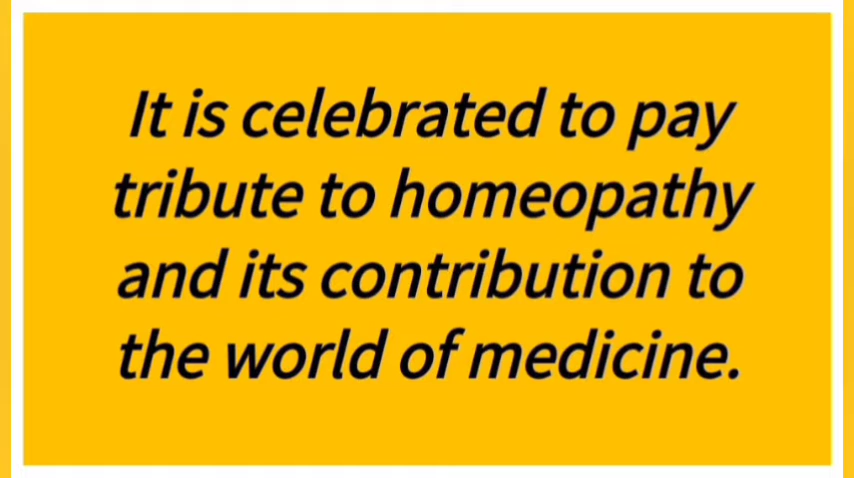 It is celebrated to pay
tribute to homeopathy
and its contribution to
the world of medicine.